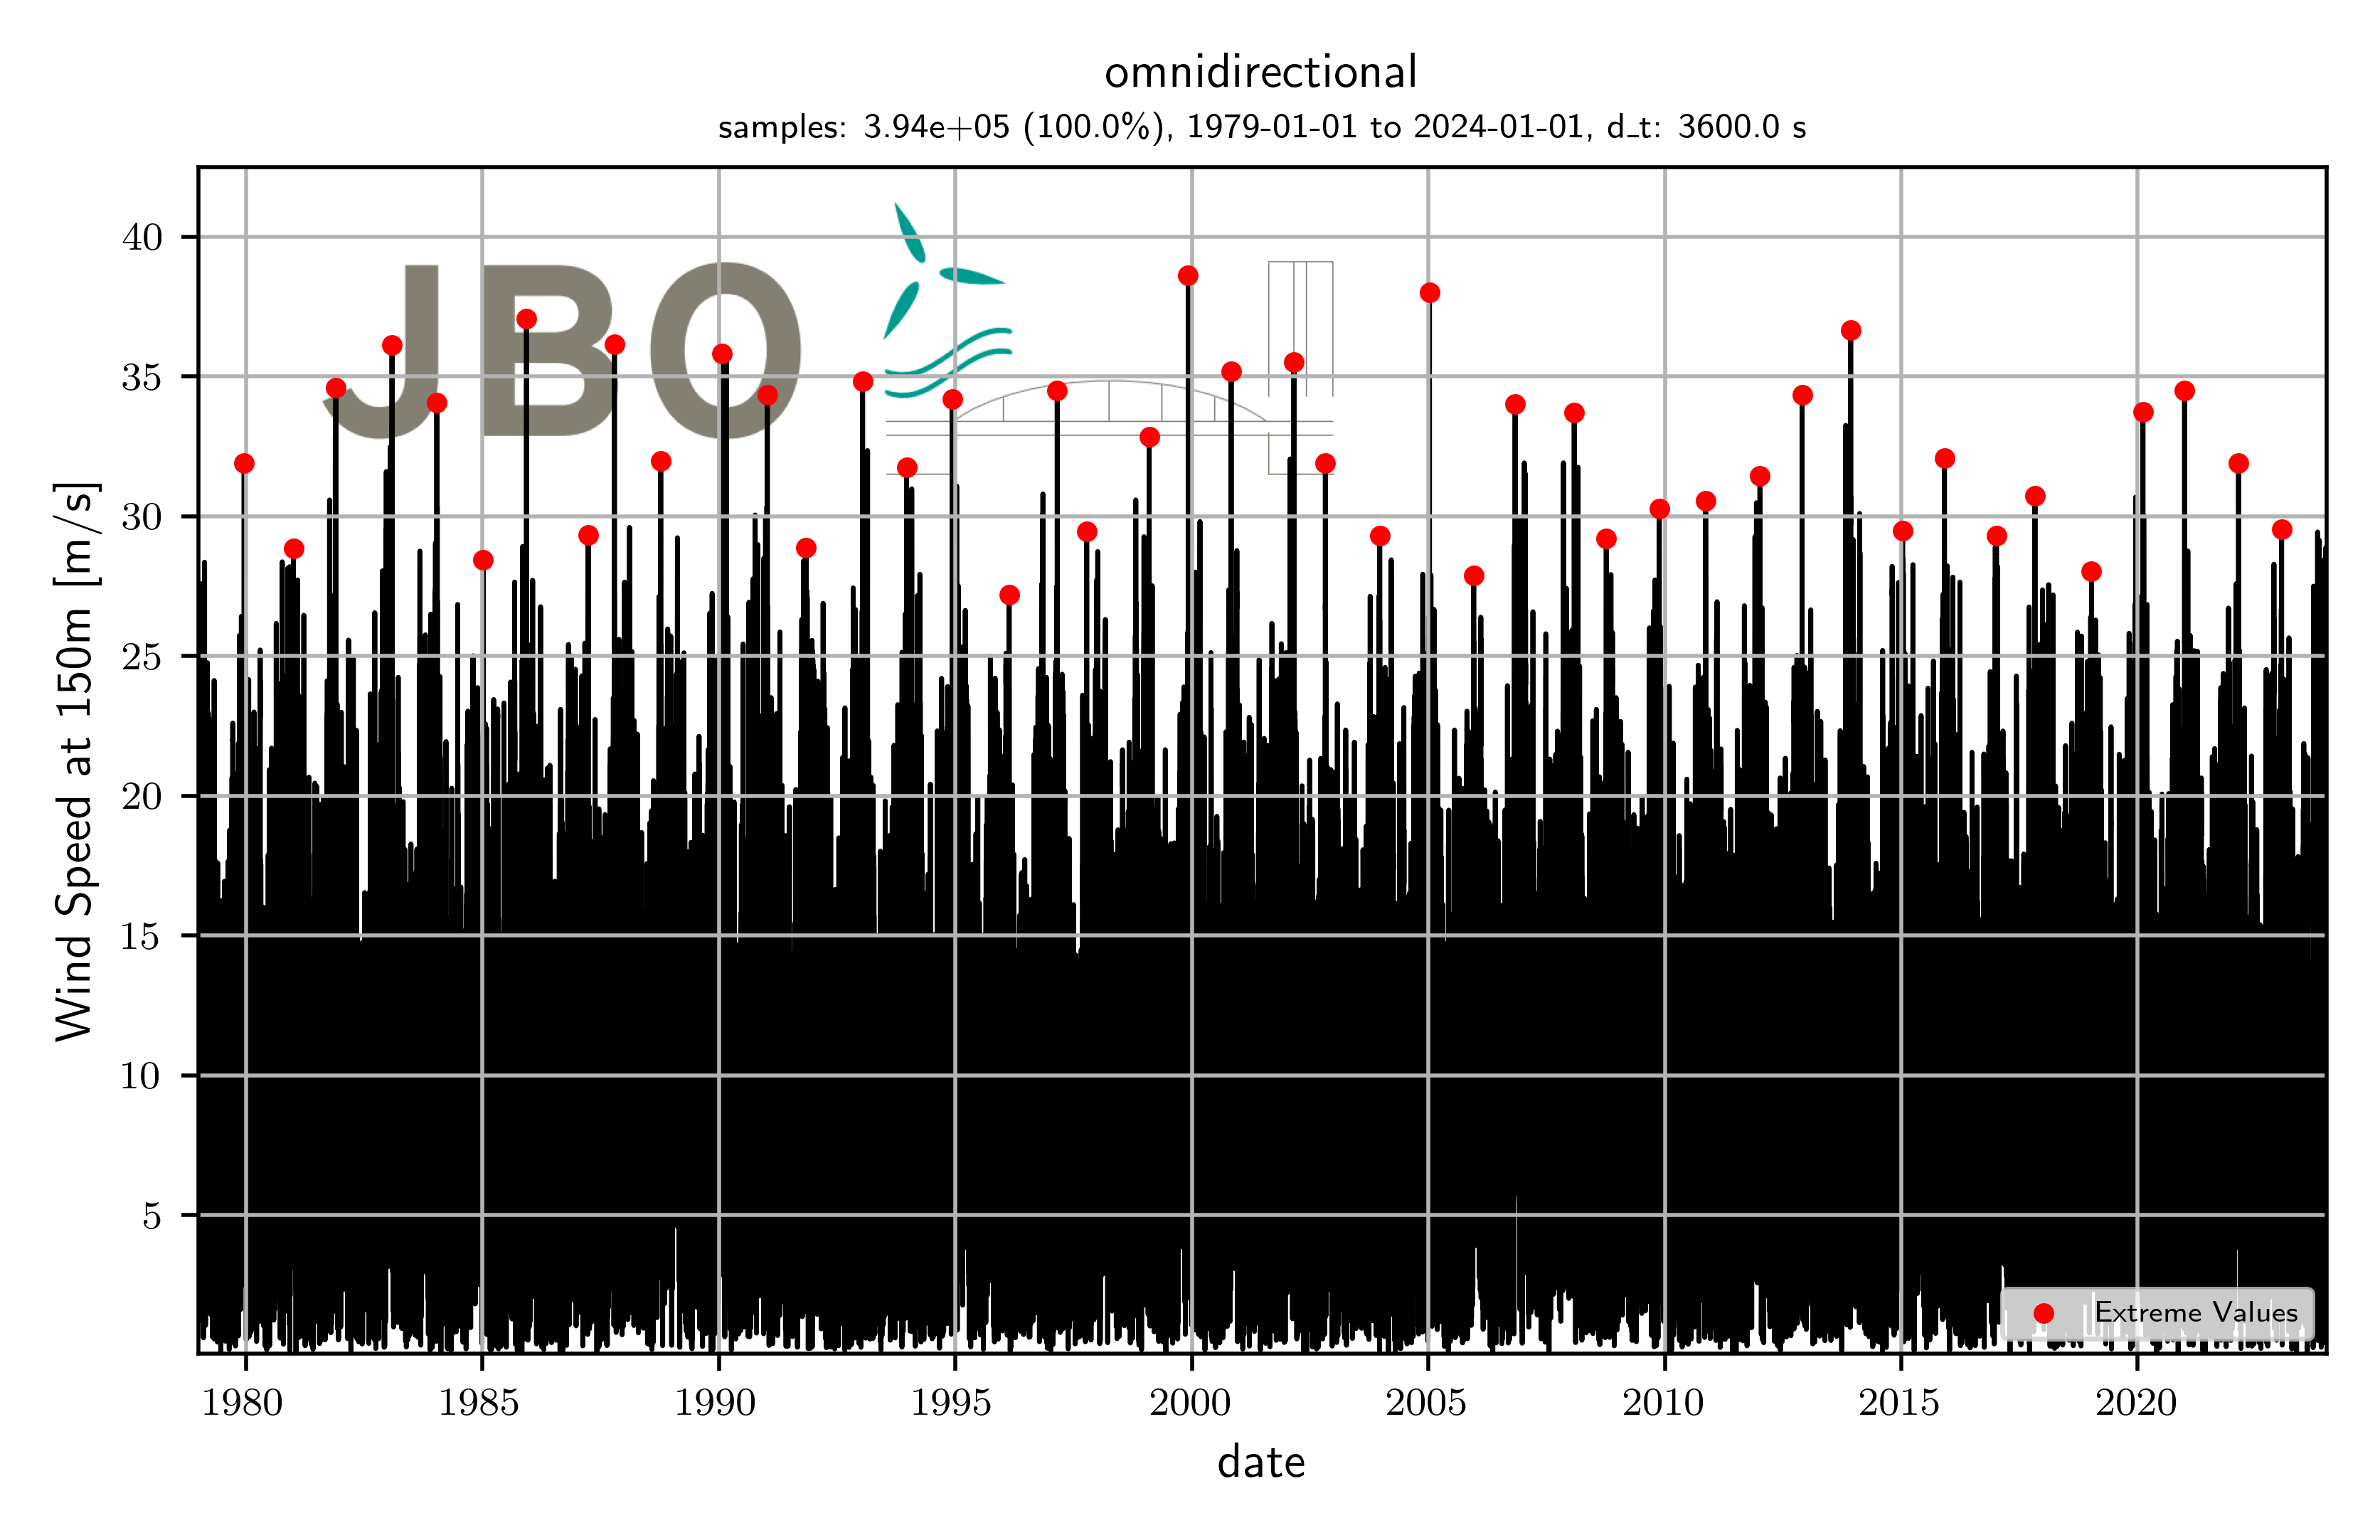 omnidirectional
samples: 3.94e+05 (100.0%), 1979-01-01 to 2024-01-01, d_t: 3600.0 s
JBO
Wind Speed at 150m [m/s]
40
35
30
25
20
15
10
5
Extreme Values
1980 1985 1990 1995 2000 2005 2010 2015 2020
date